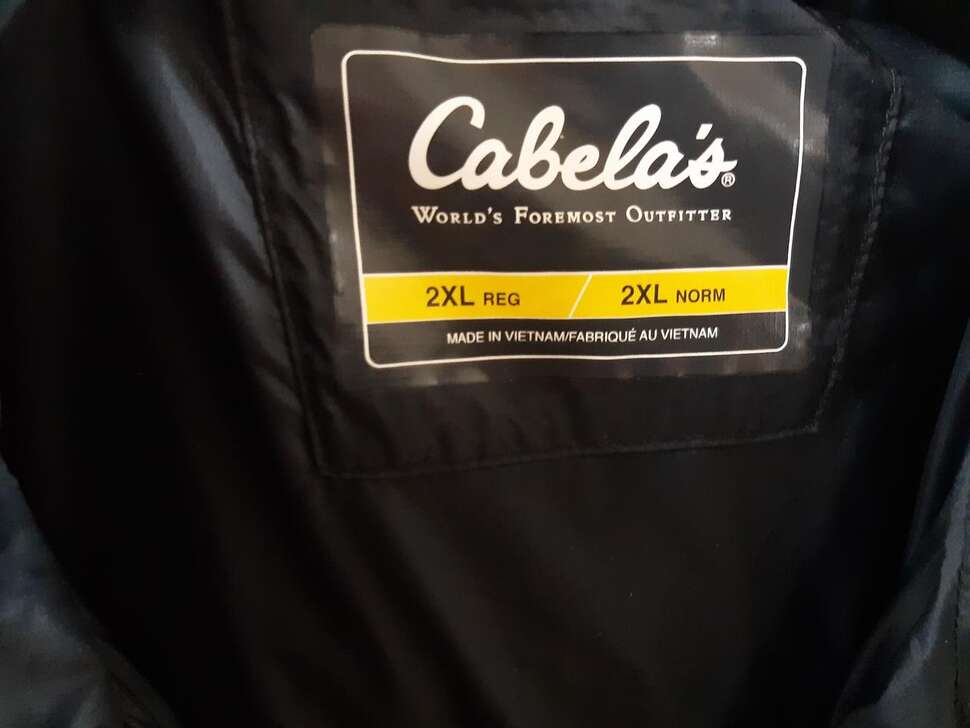 Cabela's®
WORLD'S FOREMOST OUTFITTER
2XL REG / 2XL NORM
MADE IN VIETNAM/FABRIQUÉ AU VIETNAM